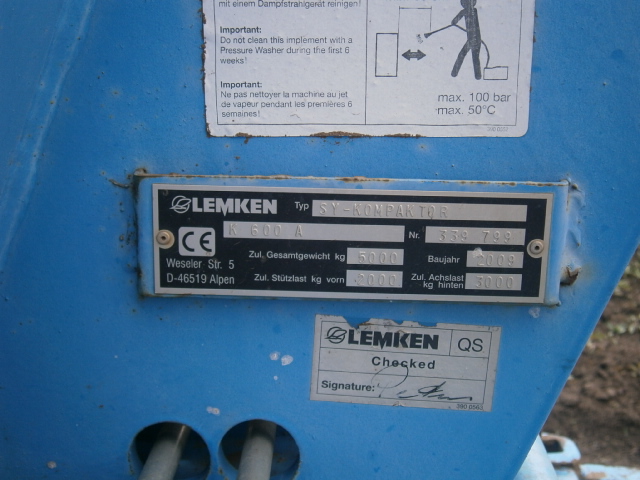 mit einem Dampfstrahlgerät reinigen!
Important:
Do not clean this implement with a
Pressure Washer during the first 6
weeks!
Important:
Ne pas nettoyer la machine au jet
de vapeur pendant les premières 6
semaines!
max. 100 bar
max. 50°C
LEMKEN Typ SY-KOMPAKTOR
CE K 600 A Nr. 339 799
Weseler Str. 5 Zul. Gesamtgewicht kg 5000 Baujahr 2009
D-46519 Alpen Zul. Stützlast kg vorn 2000 Zul. Achslast kg hinten 3000
LEMKEN QS
Checked
Signature: